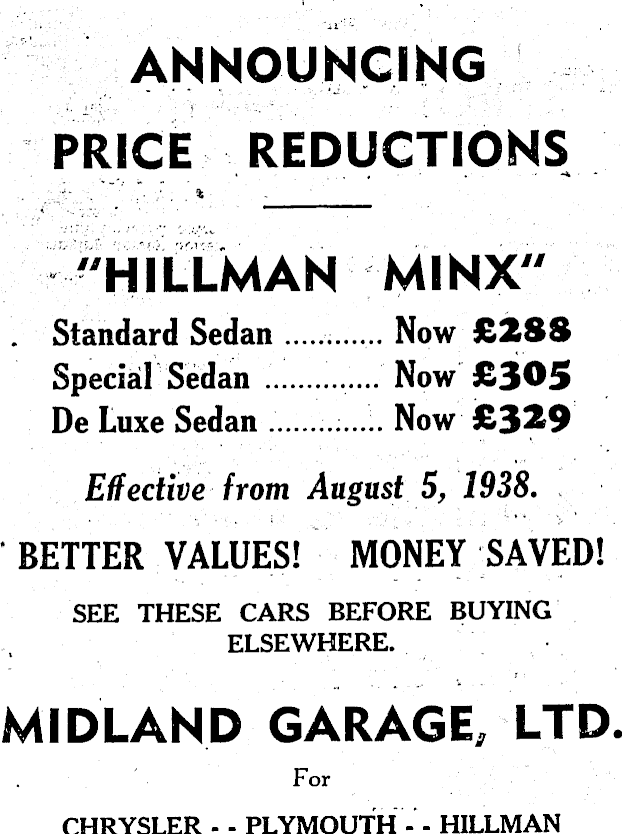 ANNOUNCING
PRICE REDUCTIONS
"HILLMAN MINX"
Standard Sedan ............ Now £288
Special Sedan .............. Now £305
De Luxe Sedan .............. Now £329
Effective from August 5, 1938.
BETTER VALUES! MONEY SAVED!
SEE THESE CARS BEFORE BUYING
ELSEWHERE.
MIDLAND GARAGE, LTD.
For
CHRYSLER - - PLYMOUTH - - HILLMAN